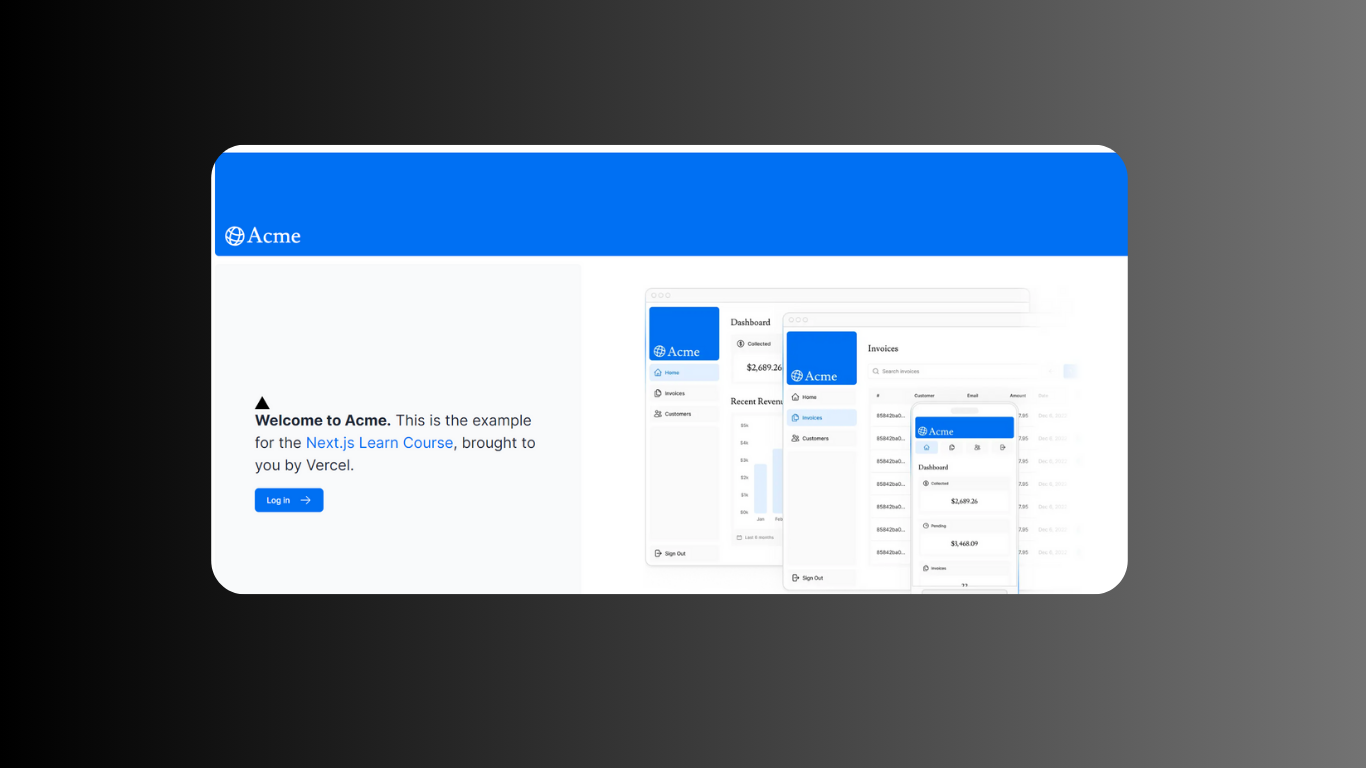 Acme
Welcome to Acme. This is the example
for the Next.js Learn Course, brought to
you by Vercel.
Log in
Dashboard
Acme
Collected
$2,689.26
Home
Invoices
Customers
Recent Revenu
$5k
$4k
$3k
$2k
$1k
$0k
Jan
Feb
Last 6 months
Sign Out
Invoices
Acme
Search invoices
Home
Invoices
Customers
Sign Out
# Customer Email Amount
85842ba0... 7.95
85842ba0... 7.95
85842ba0... 7.95
85842ba0... 7.95
85842ba0... 7.95
85842ba0... 7.95
85842ba0... 7.95
Acme
Dashboard
Collected
$2,689.26
Pending
$3,468.09
Invoices